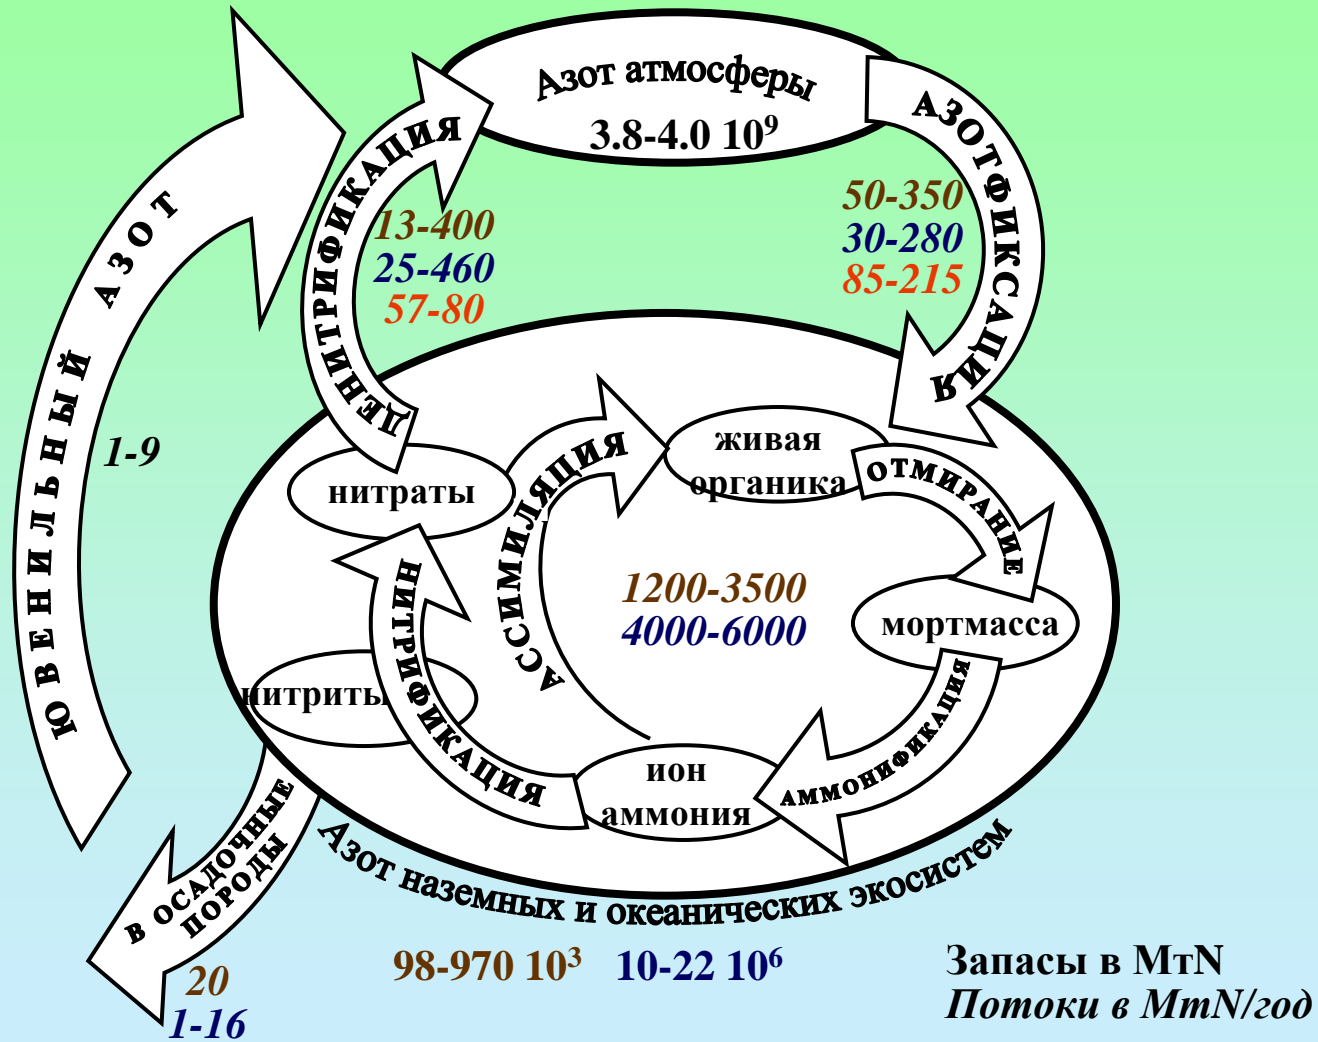 Азот атмосферы
3.8-4.0 10⁹
ЮВЕНИЛЬНЫЙ АЗОТ
1-9
ДЕНИТРИФИКАЦИЯ
13-400
25-460
57-80
АЗОТФИКСАЦИЯ
50-350
30-280
85-215
нитраты
АССИМИЛЯЦИЯ
живая
органика
ОТМИРАНИЕ
1200-3500
4000-6000
мортмасса
НИТРИФИКАЦИЯ
нитриты
ион
аммония
АММОНИФИКАЦИЯ
В ОСАДОЧНЫЕ
ПОРОДЫ
20
1-16
Азот наземных и океанических экосистем
98-970 10³ 10-22 10⁶
Запасы в МтN
Потоки в МтN/год